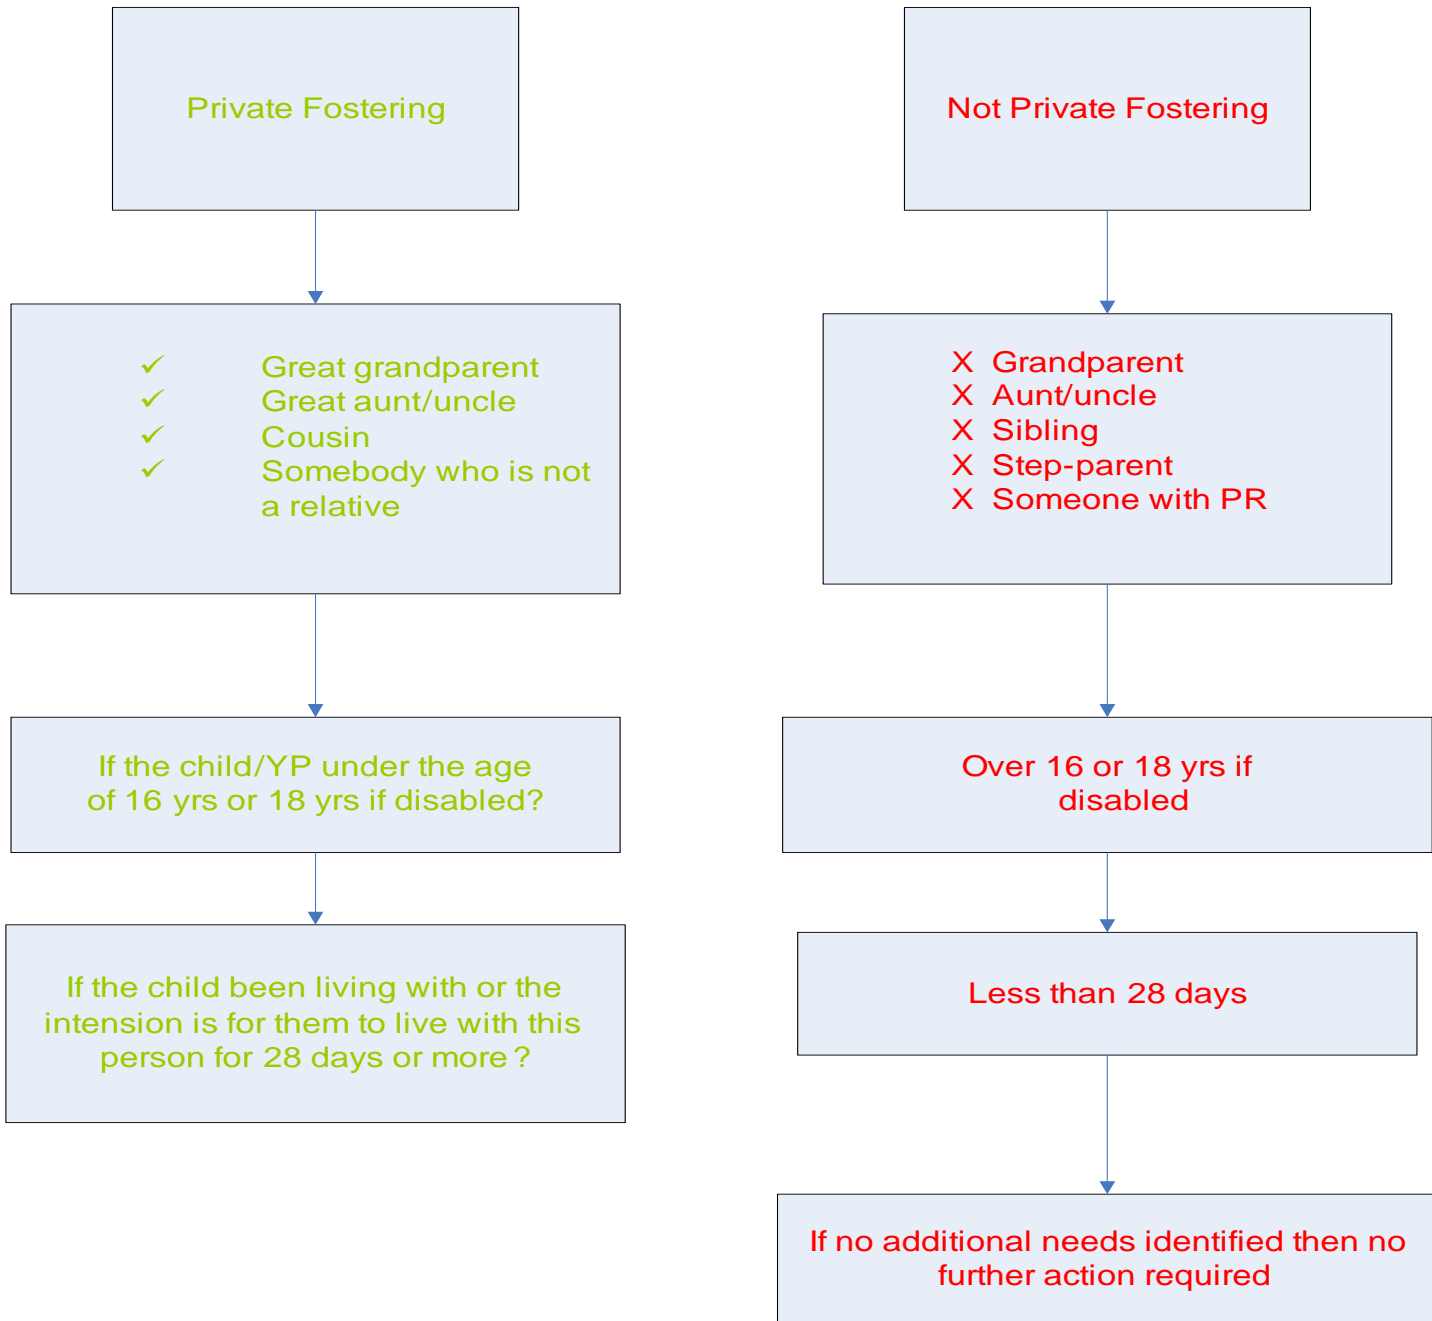 Private Fostering
✓ Great grandparent
✓ Great aunt/uncle
✓ Cousin
✓ Somebody who is not
a relative
If the child/YP under the age
of 16 yrs or 18 yrs if disabled?
If the child been living with or the
intension is for them to live with this
person for 28 days or more?
Not Private Fostering
X Grandparent
X Aunt/uncle
X Sibling
X Step-parent
X Someone with PR
Over 16 or 18 yrs if
disabled
Less than 28 days
If no additional needs identified then no
further action required